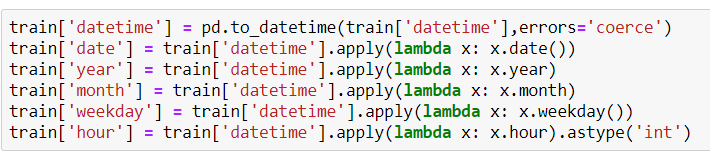 train['datetime'] = pd.to_datetime(train['datetime'],errors='coerce')
train['date'] = train['datetime'].apply(lambda x: x.date())
train['year'] = train['datetime'].apply(lambda x: x.year)
train['month'] = train['datetime'].apply(lambda x: x.month)
train['weekday'] = train['datetime'].apply(lambda x: x.weekday())
train['hour'] = train['datetime'].apply(lambda x: x.hour).astype('int')